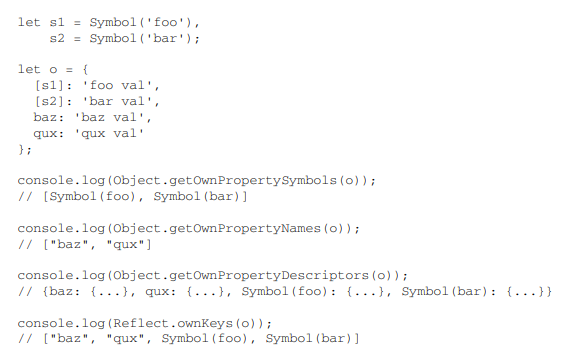 let s1 = Symbol('foo'),
    s2 = Symbol('bar');
let o = {
  [s1]: 'foo val',
  [s2]: 'bar val',
  baz: 'baz val',
  qux: 'qux val'
};
console.log(Object.getOwnPropertySymbols(o));
// [Symbol(foo), Symbol(bar)]
console.log(Object.getOwnPropertyNames(o));
// ["baz", "qux"]
console.log(Object.getOwnPropertyDescriptors(o));
// {baz: {...}, qux: {...}, Symbol(foo): {...}, Symbol(bar): {...}}
console.log(Reflect.ownKeys(o));
// ["baz", "qux", Symbol(foo), Symbol(bar)]